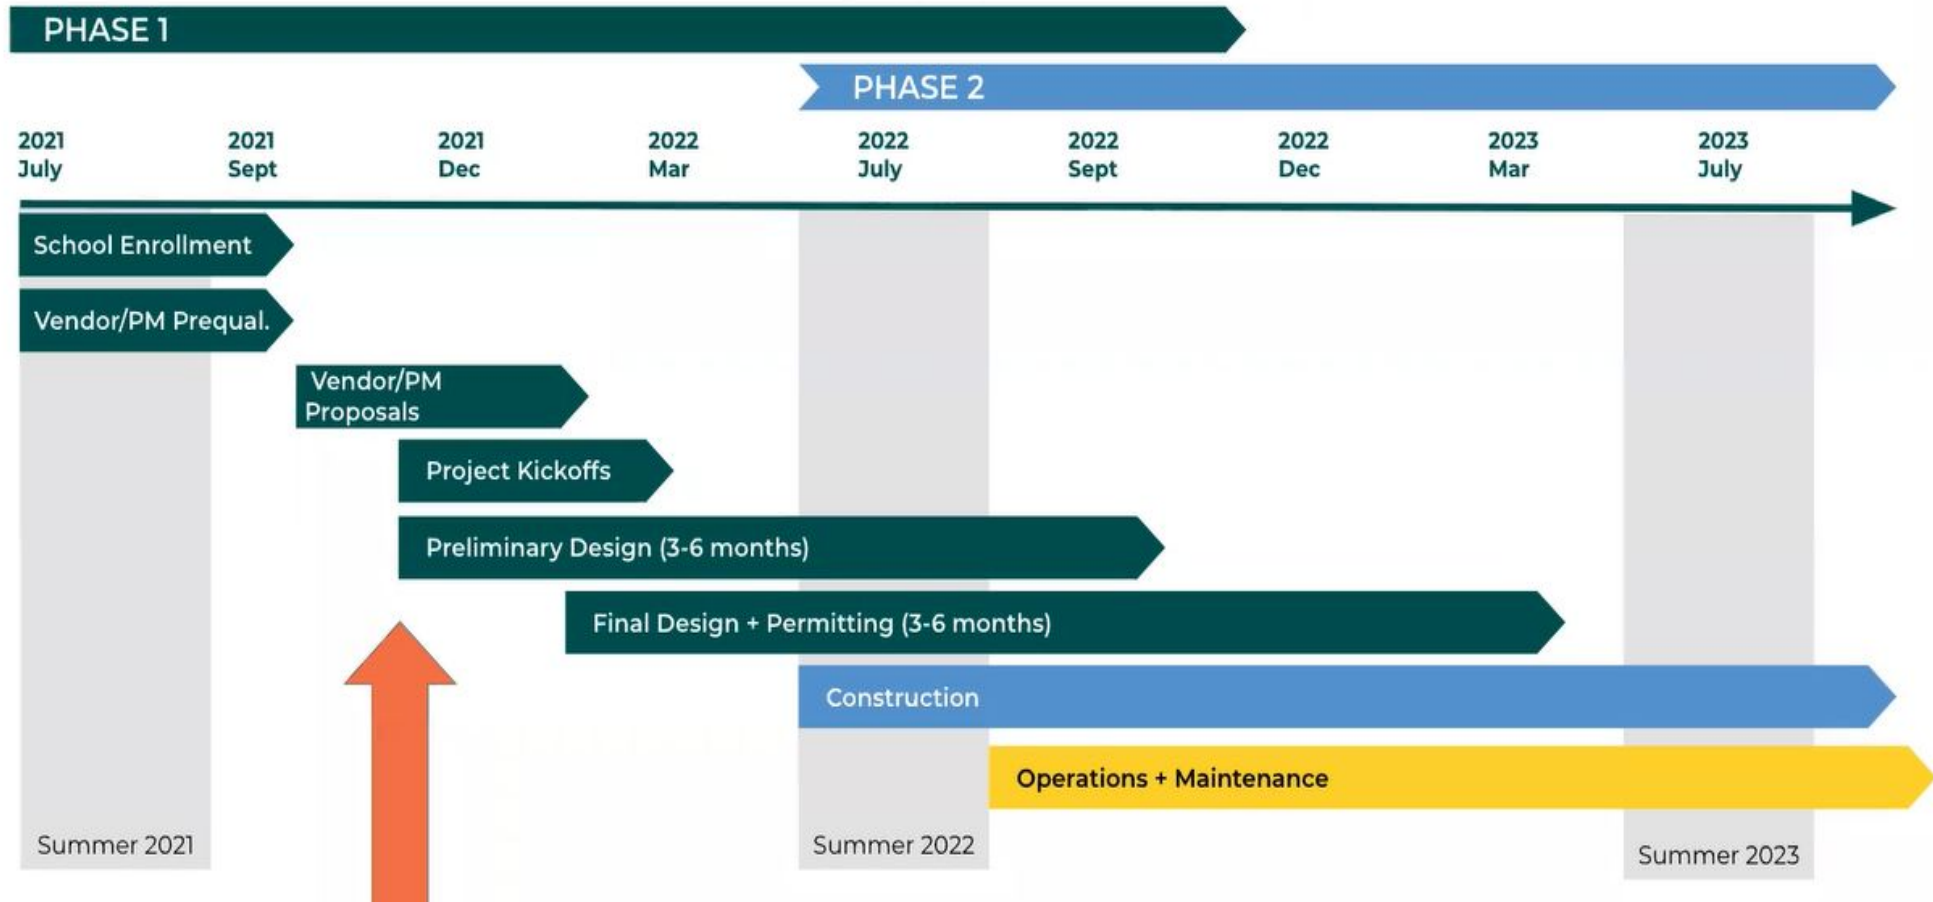 PHASE 1
PHASE 2
2021 2021 2021 2022 2022 2022 2022 2023 2023
July Sept Dec Mar July Sept Dec Mar July
School Enrollment
Vendor/PM Prequal.
Vendor/PM
Proposals
Project Kickoffs
Preliminary Design (3-6 months)
Final Design + Permitting (3-6 months)
Construction
Operations + Maintenance
Summer 2021
Summer 2022
Summer 2023